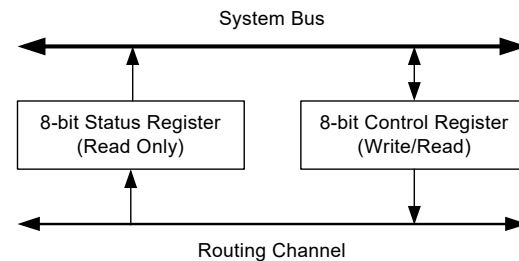 System Bus
8-bit Status Register
(Read Only)
8-bit Control Register
(Write/Read)
Routing Channel